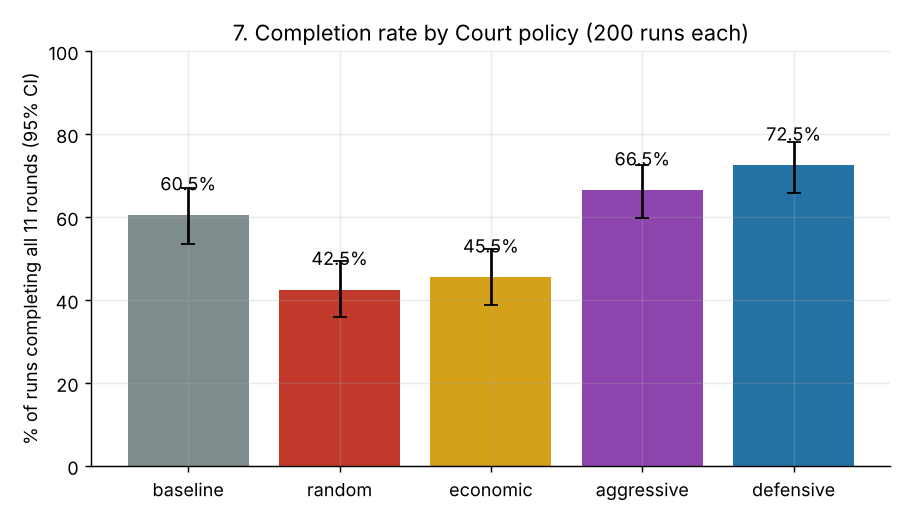 7. Completion rate by Court policy (200 runs each)
% of runs completing all 11 rounds (95% CI)
100
80
60
40
20
0
60.5%
42.5%
45.5%
66.5%
72.5%
baseline
random
economic
aggressive
defensive